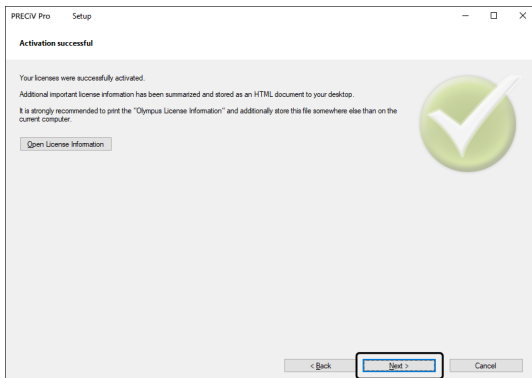 PRECiV Pro Setup
Activation successful
Your licenses were successfully activated.
Additional important license information has been summarized and stored as an HTML document to your desktop.
It is strongly recommended to print the "Olympus License Information" and additionally store this file somewhere else than on the
current computer.
Open License Information
< Back Next > Cancel